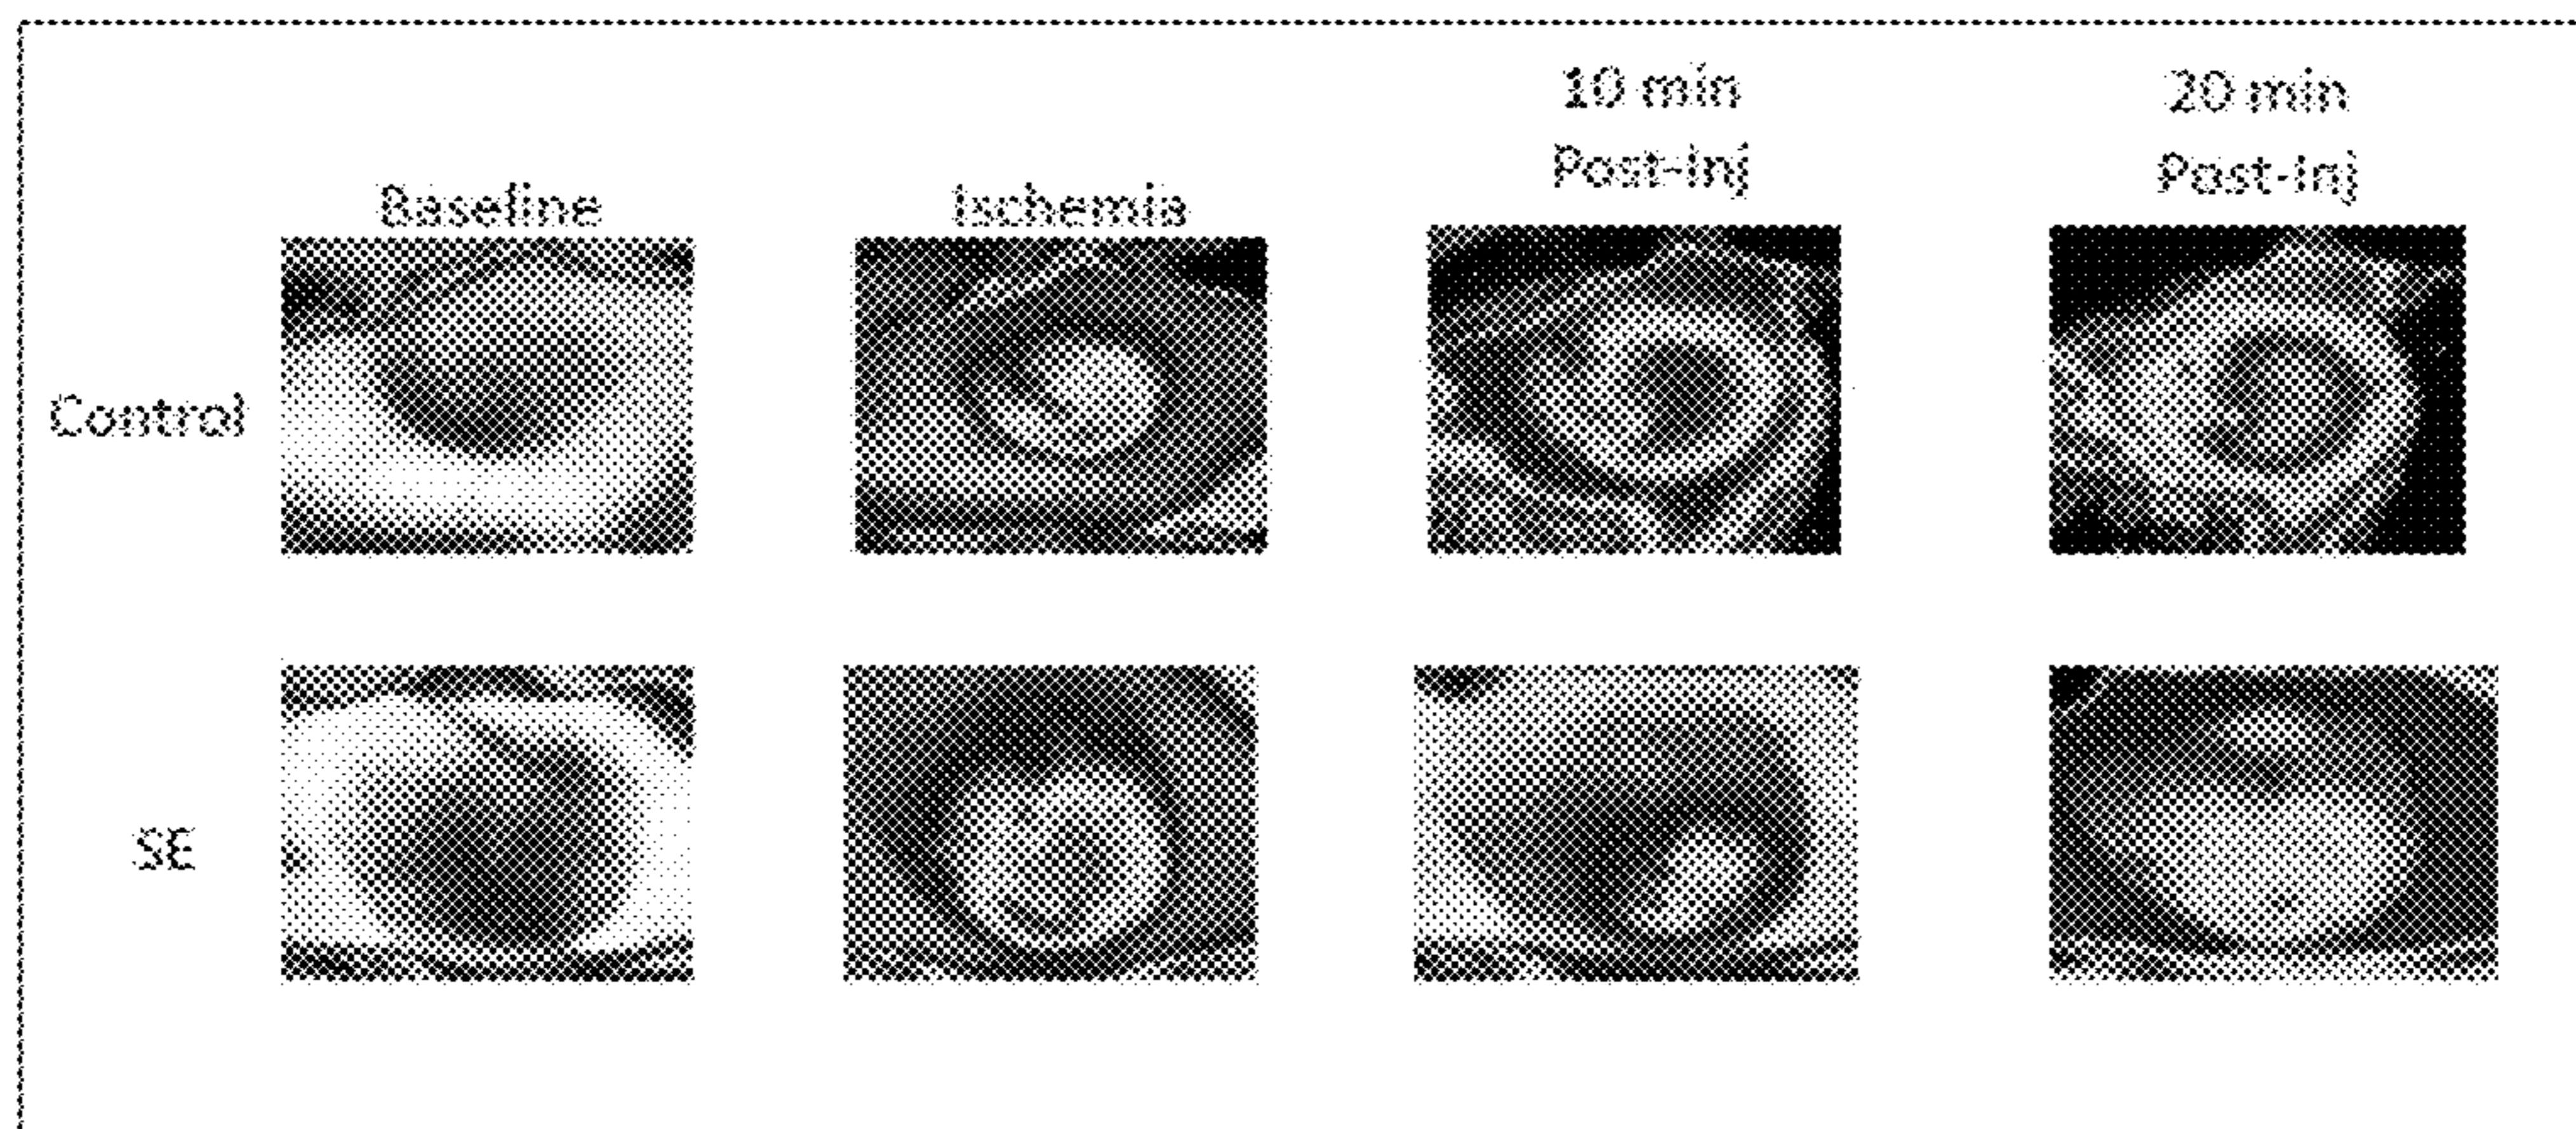 10 min
Post-Inj
20 min
Post-Inj
Baseline
Ischemia
Control
SE